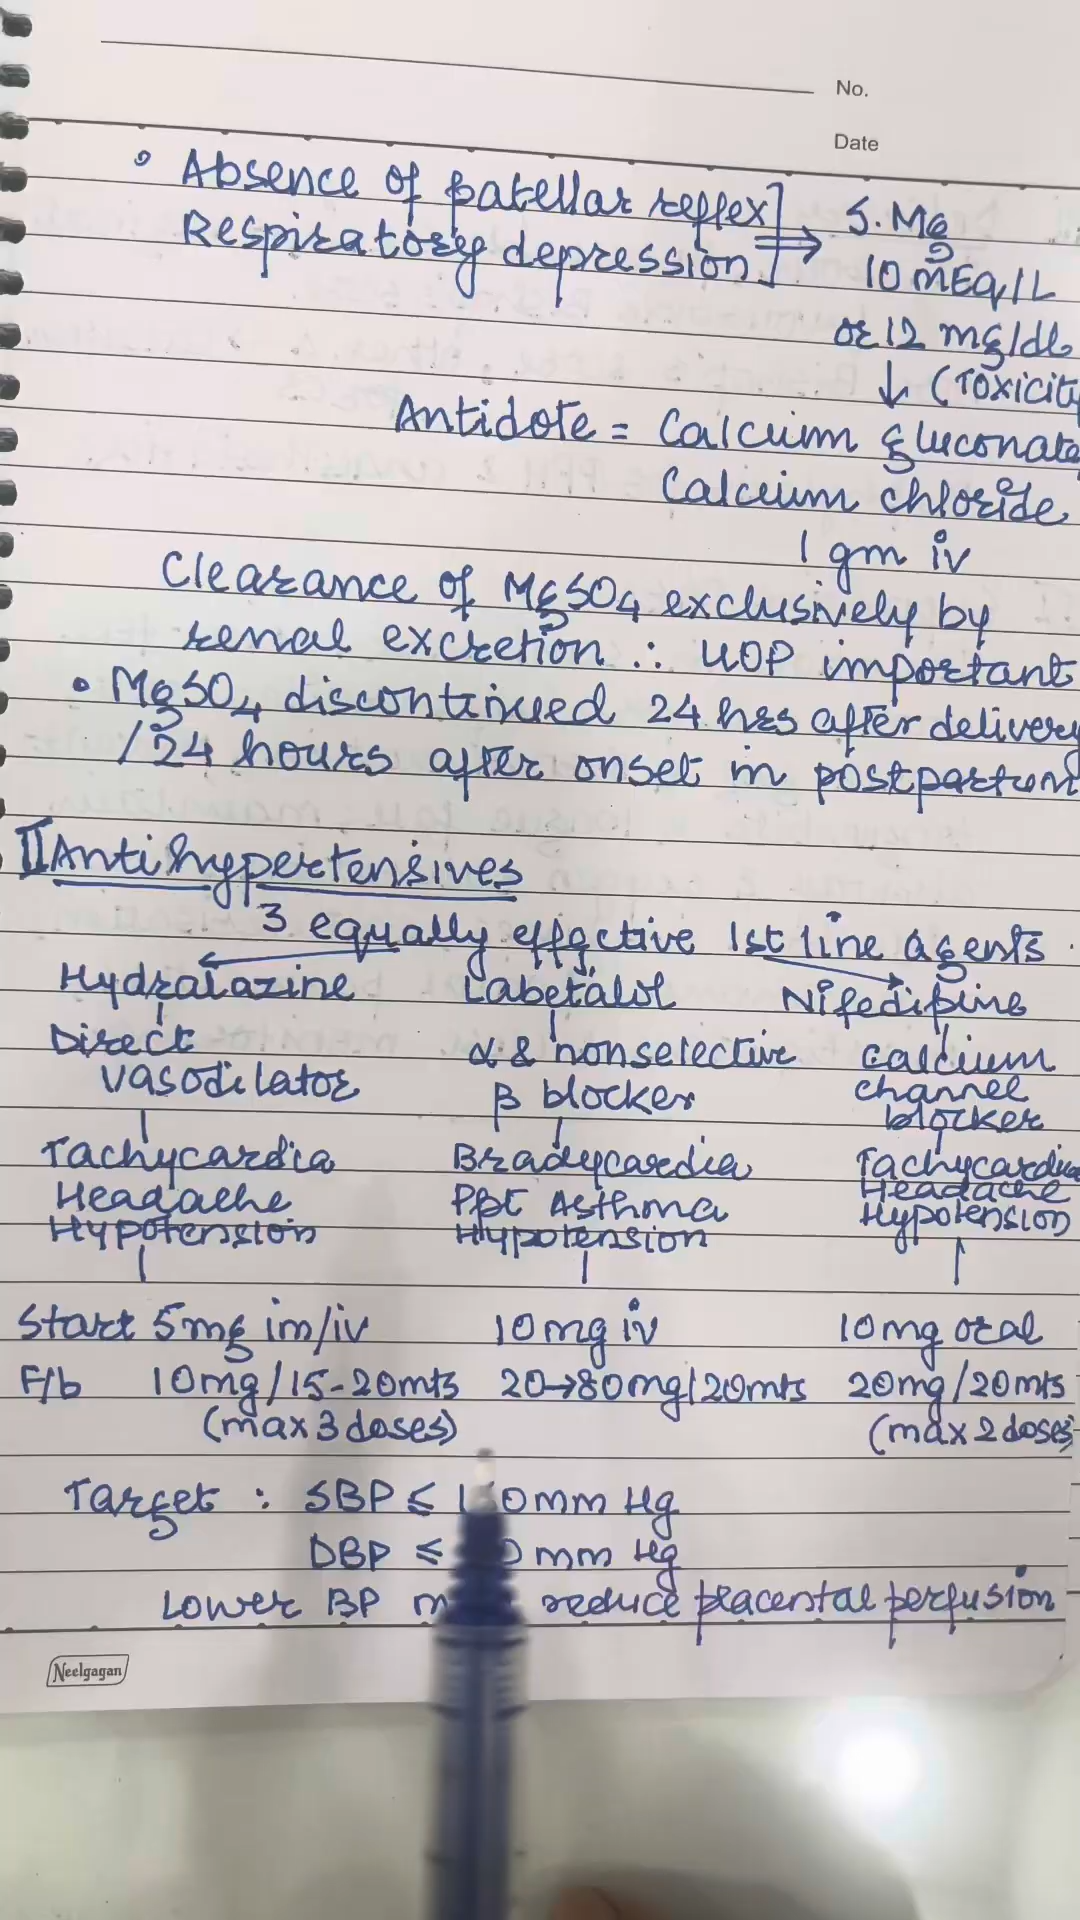 No.
Date
• Absence of patellar reflex
Respiratory depression ⇒ S. Mg
10 mEq/L
or 12 mg/dl
↓ (Toxicity
Antidote = Calcium gluconate
Calcium chloride
1 gm iv
Clearance of MgSO4 exclusively by
renal excretion ∴ UOP important
• MgSO4 discontinued 24 hrs after delivery
/24 hours after onset in postpartum
II Antihypertensives
3 equally effective 1st line agents.
Hydralazine Labetalol Nifedipine
Direct α & nonselective calcium
vasodilator β blocker channel
blocker
Tachycardia Bradycardia Tachycardia
Headache PPt Asthma Headache
Hypotension Hypotension Hypotension
Start 5mg im/iv 10mg iv 10mg oral
F/b 10mg/15-20mts 20→80mg/20mts 20mg/20mts
(max 3 doses) (max 2 doses
Target : SBP ≤ mm Hg
DBP ≤ mm Hg
Lower BP reduce placental perfusion
Neelgagan